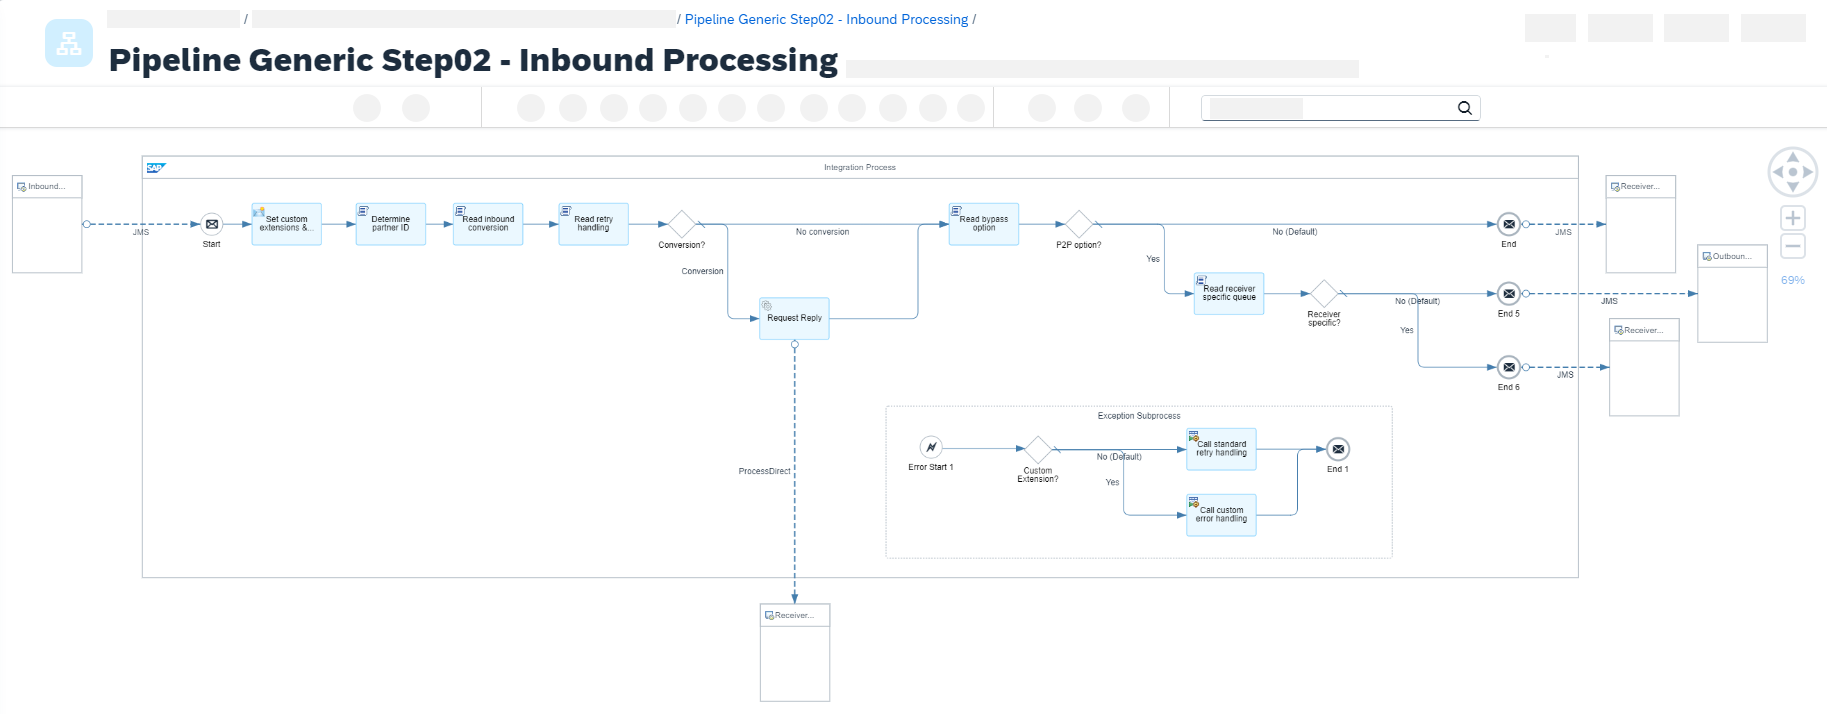 / / Pipeline Generic Step02 - Inbound Processing /
Pipeline Generic Step02 - Inbound Processing
SAP
Integration Process
Inbound...
JMS
Start
Set custom
extensions &...
Determine
partner ID
Read inbound
conversion
Read retry
handling
Conversion?
No conversion
Conversion
Request Reply
Read bypass
option
P2P option?
No (Default)
Yes
End
JMS
Receiver...
Read receiver
specific queue
Receiver
specific?
No (Default)
Yes
End 5
JMS
Outboun...
End 6
JMS
Receiver...
69%
Exception Subprocess
Error Start 1
Custom
Extension?
No (Default)
Yes
Call standard
retry handling
Call custom
error handling
End 1
ProcessDirect
Receiver...